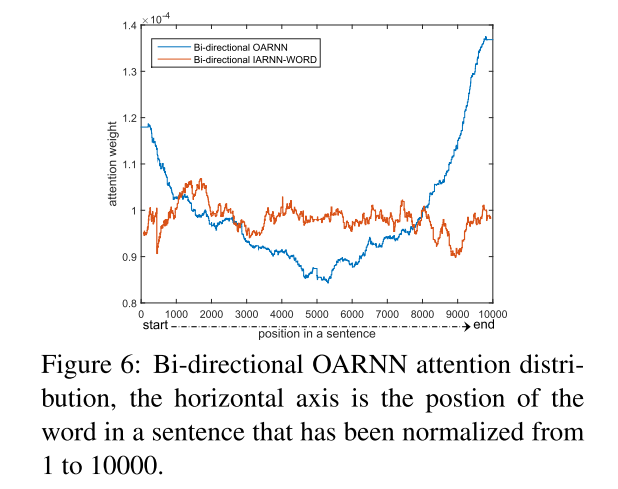 ×10⁻⁴
1.4
1.3
1.2
1.1
1
0.9
0.8
attention weight
Bi-directional OARNN
Bi-directional IARNN-WORD
0 1000 2000 3000 4000 5000 6000 7000 8000 9000 10000
start end
position in a sentence
Figure 6: Bi-directional OARNN attention distri-
bution, the horizontal axis is the postion of the
word in a sentence that has been normalized from
1 to 10000.